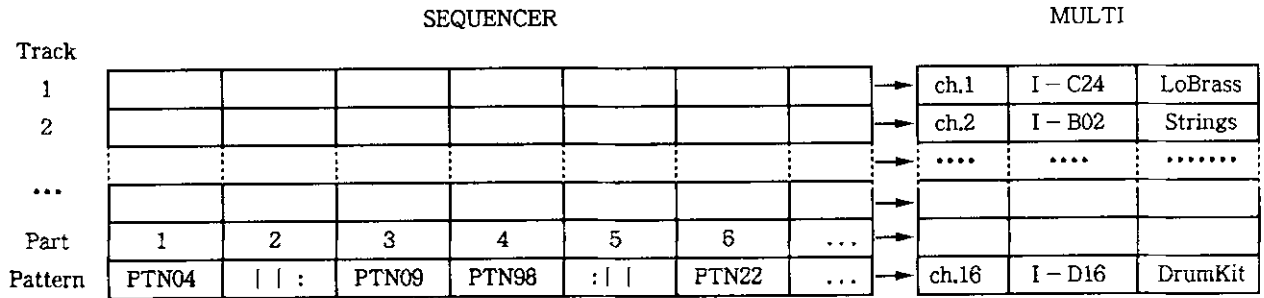 SEQUENCER MULTI
Track
1 → ch.1 I－C24 LoBrass
2 → ch.2 I－B02 Strings
→ •••• •••• •••••••
••• →
Part 1 2 3 4 5 6 ... →
Pattern PTN04 ||: PTN09 PTN98 :|| PTN22 ... → ch.16 I－D16 DrumKit